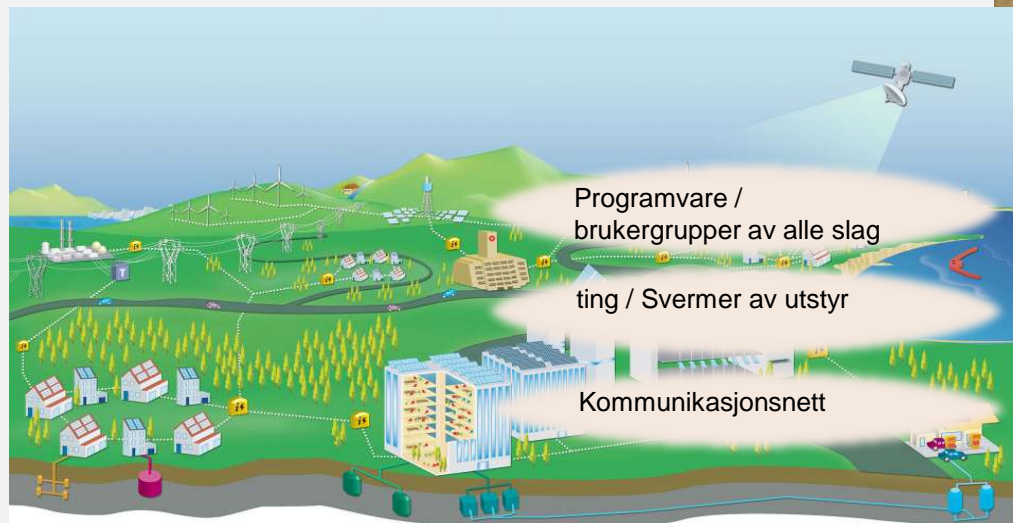 Programvare /
brukergrupper av alle slag
T
ting / Svermer av utstyr
Kommunikasjonsnett